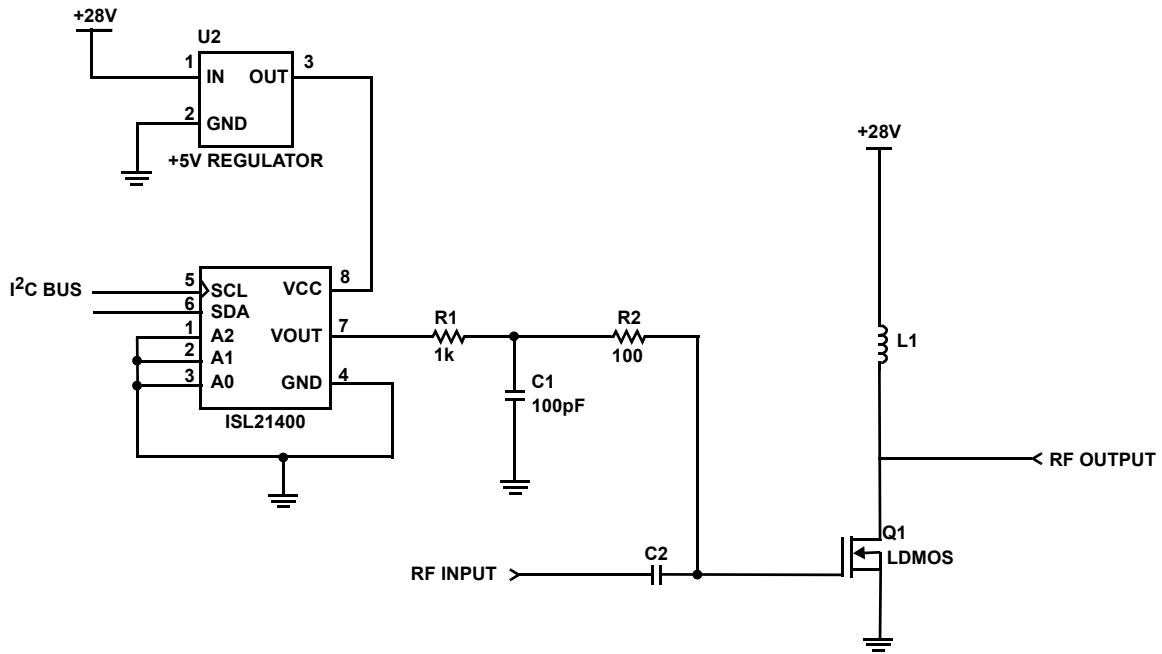 +28V
U2
1
IN
OUT
3
2
GND
+5V REGULATOR
+28V
I²C BUS
5
SCL
VCC
8
6
SDA
1
A2
VOUT
7
2
A1
3
A0
GND
4
ISL21400
R1
1k
R2
100
C1
100pF
L1
RF OUTPUT
Q1
LDMOS
C2
RF INPUT